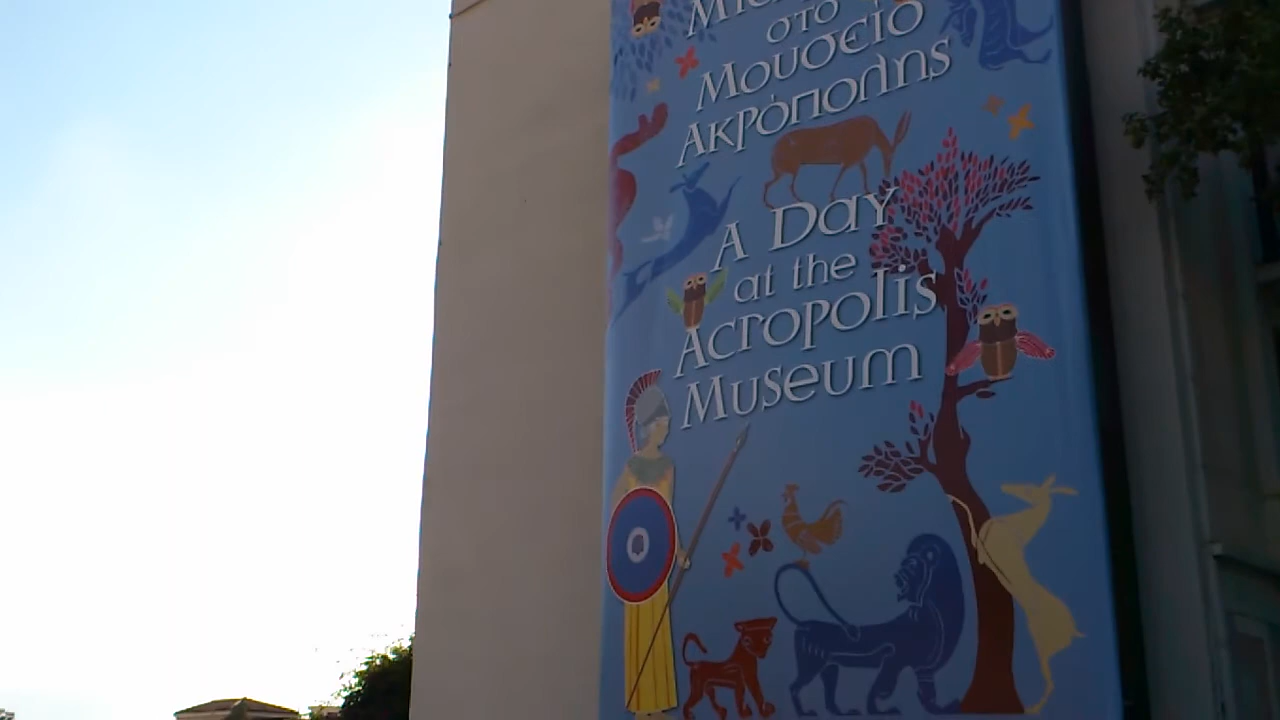 στο
Μουσείο
Ακρόπολης
A Day
at the
Acropolis
Museum